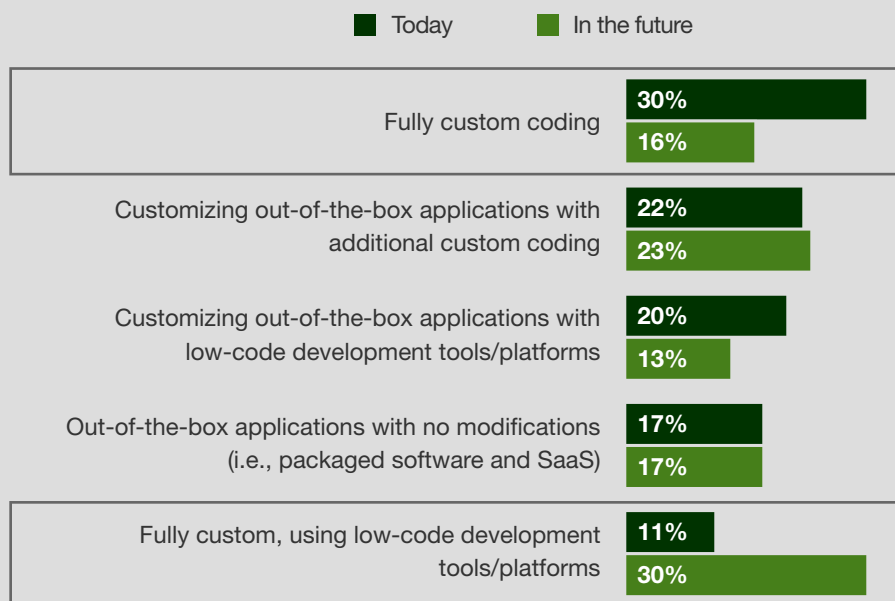 Today In the future
Fully custom coding
30%
16%
Customizing out-of-the-box applications with
additional custom coding
22%
23%
Customizing out-of-the-box applications with
low-code development tools/platforms
20%
13%
Out-of-the-box applications with no modifications
(i.e., packaged software and SaaS)
17%
17%
Fully custom, using low-code development
tools/platforms
11%
30%